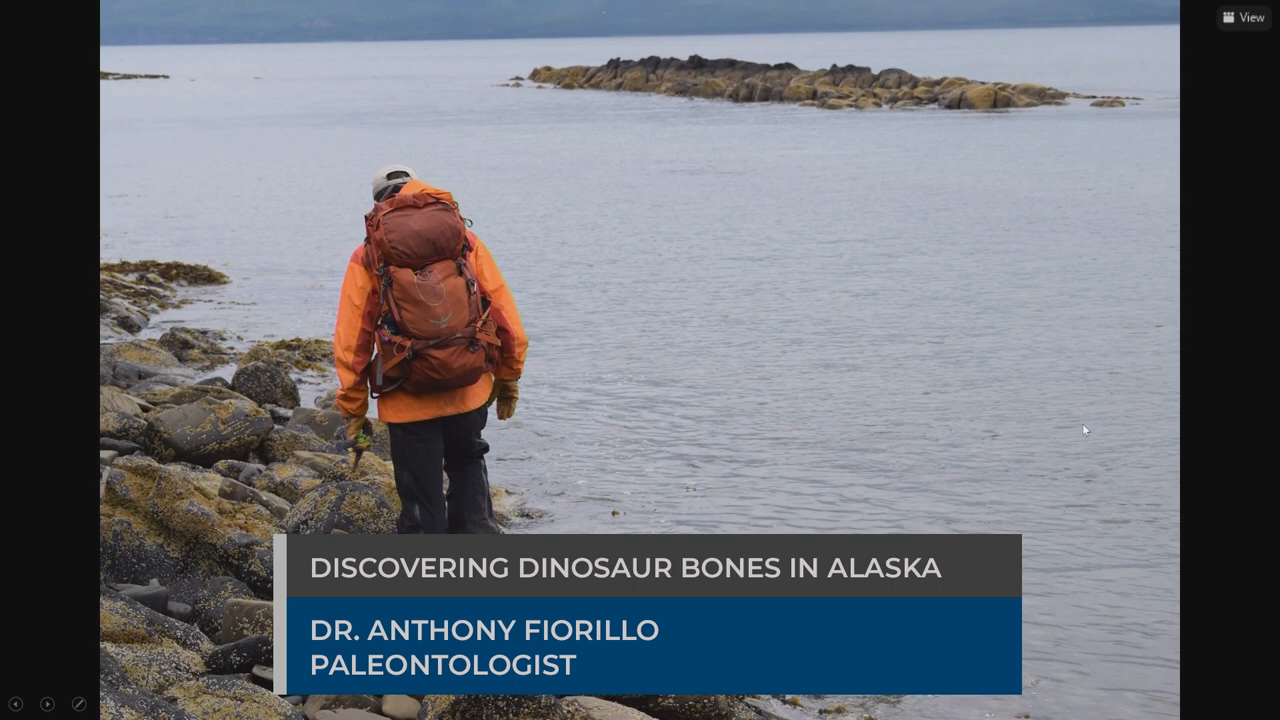 View
DISCOVERING DINOSAUR BONES IN ALASKA
DR. ANTHONY FIORILLO
PALEONTOLOGIST